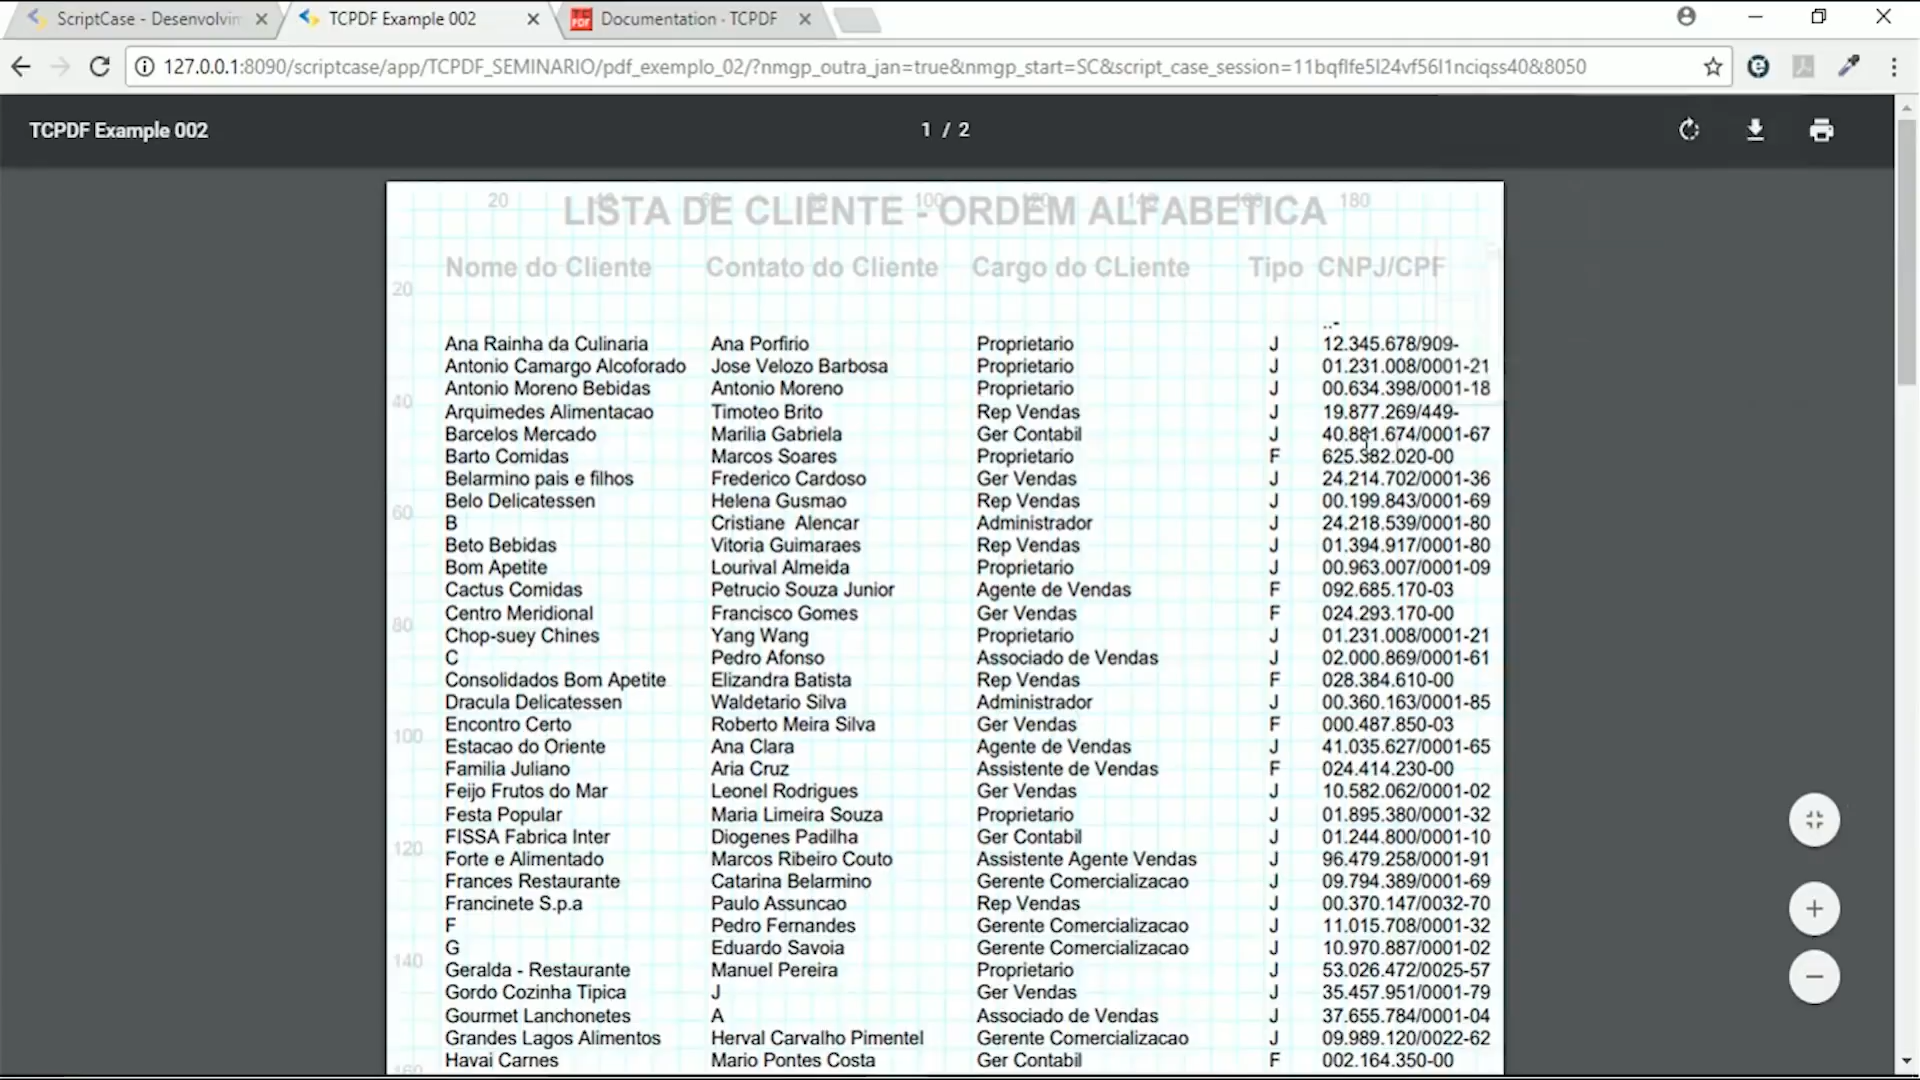 ScriptCase - Desenvolvim
TCPDF Example 002
Documentation - TCPDF
127.0.0.1:8090/scriptcase/app/TCPDF_SEMINARIO/pdf_exemplo_02/?nmgp_outra_jan=true&nmgp_start=SC&script_case_session=11bqflfe5l24vf56l1nciqss40&8050
TCPDF Example 002
1 / 2
20 40 60 80 100 120 140 160 180
LISTA DE CLIENTE - ORDEM ALFABETICA
Nome do Cliente Contato do Cliente Cargo do CLiente Tipo CNPJ/CPF
20
..-
Ana Rainha da Culinaria Ana Porfirio Proprietario J 12.345.678/909-
Antonio Camargo Alcoforado Jose Velozo Barbosa Proprietario J 01.231.008/0001-21
Antonio Moreno Bebidas Antonio Moreno Proprietario J 00.634.398/0001-18
40
Arquimedes Alimentacao Timoteo Brito Rep Vendas J 19.877.269/449-
Barcelos Mercado Marilia Gabriela Ger Contabil J 40.881.674/0001-67
Barto Comidas Marcos Soares Proprietario F 625.382.020-00
Belarmino pais e filhos Frederico Cardoso Ger Vendas J 24.214.702/0001-36
Belo Delicatessen Helena Gusmao Rep Vendas J 00.199.843/0001-69
60
B Cristiane Alencar Administrador J 24.218.539/0001-80
Beto Bebidas Vitoria Guimaraes Rep Vendas J 01.394.917/0001-80
Bom Apetite Lourival Almeida Proprietario J 00.963.007/0001-09
Cactus Comidas Petrucio Souza Junior Agente de Vendas F 092.685.170-03
Centro Meridional Francisco Gomes Ger Vendas F 024.293.170-00
80
Chop-suey Chines Yang Wang Proprietario J 01.231.008/0001-21
C Pedro Afonso Associado de Vendas J 02.000.869/0001-61
Consolidados Bom Apetite Elizandra Batista Rep Vendas F 028.384.610-00
Dracula Delicatessen Waldetario Silva Administrador J 00.360.163/0001-85
Encontro Certo Roberto Meira Silva Ger Vendas F 000.487.850-03
100
Estacao do Oriente Ana Clara Agente de Vendas J 41.035.627/0001-65
Familia Juliano Aria Cruz Assistente de Vendas F 024.414.230-00
Feijo Frutos do Mar Leonel Rodrigues Ger Vendas J 10.582.062/0001-02
Festa Popular Maria Limeira Souza Proprietario J 01.895.380/0001-32
FISSA Fabrica Inter Diogenes Padilha Ger Contabil J 01.244.800/0001-10
120
Forte e Alimentado Marcos Ribeiro Couto Assistente Agente Vendas J 96.479.258/0001-91
Frances Restaurante Catarina Belarmino Gerente Comercializacao J 09.794.389/0001-69
Francinete S.p.a Paulo Assuncao Rep Vendas J 00.370.147/0032-70
F Pedro Fernandes Gerente Comercializacao J 11.015.708/0001-32
G Eduardo Savoia Gerente Comercializacao J 10.970.887/0001-02
140
Geralda - Restaurante Manuel Pereira Proprietario J 53.026.472/0025-57
Gordo Cozinha Tipica J Ger Vendas J 35.457.951/0001-79
Gourmet Lanchonetes A Associado de Vendas J 37.655.784/0001-04
Grandes Lagos Alimentos Herval Carvalho Pimentel Gerente Comercializacao J 09.989.120/0022-62
Havai Carnes Mario Pontes Costa Ger Contabil F 002.164.350-00
160